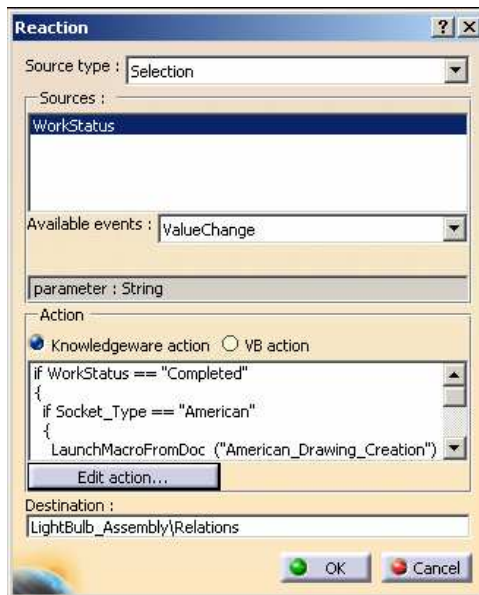 Reaction
Source type : Selection
Sources :
WorkStatus
Available events : ValueChange
parameter : String
Action
Knowledgeware action VB action
if WorkStatus == "Completed"
{
if Socket_Type == "American"
{
LaunchMacroFromDoc ("American_Drawing_Creation")
Edit action...
Destination :
LightBulb_Assembly\Relations
OK Cancel